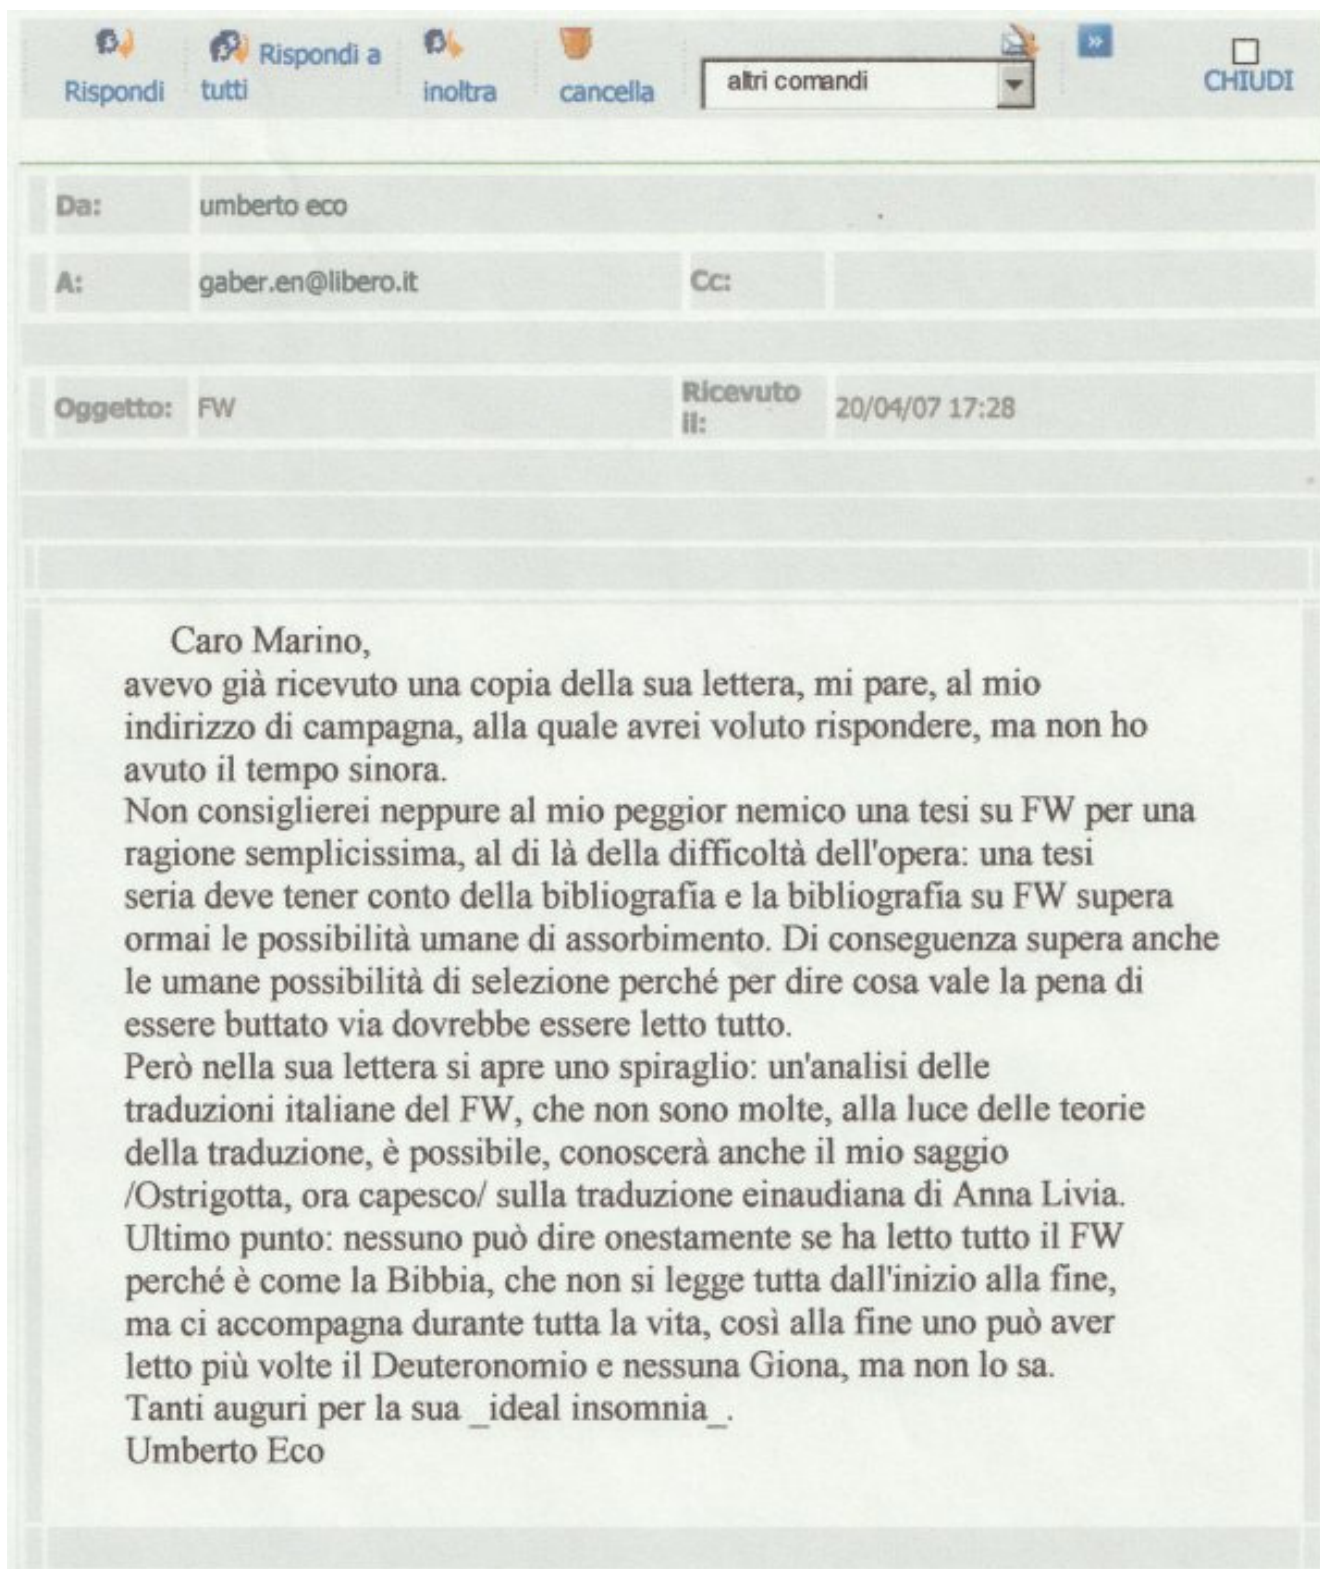 Rispondi
Rispondi a
tutti
inoltra
cancella
altri comandi
»
CHIUDI
Da: umberto eco
A: gaber.en@libero.it Cc:
Oggetto: FW Ricevuto
il: 20/04/07 17:28
Caro Marino,
avevo già ricevuto una copia della sua lettera, mi pare, al mio
indirizzo di campagna, alla quale avrei voluto rispondere, ma non ho
avuto il tempo sinora.
Non consiglierei neppure al mio peggior nemico una tesi su FW per una
ragione semplicissima, al di là della difficoltà dell'opera: una tesi
seria deve tener conto della bibliografia e la bibliografia su FW supera
ormai le possibilità umane di assorbimento. Di conseguenza supera anche
le umane possibilità di selezione perché per dire cosa vale la pena di
essere buttato via dovrebbe essere letto tutto.
Però nella sua lettera si apre uno spiraglio: un'analisi delle
traduzioni italiane del FW, che non sono molte, alla luce delle teorie
della traduzione, è possibile, conoscerà anche il mio saggio
/Ostrigotta, ora capesco/ sulla traduzione einaudiana di Anna Livia.
Ultimo punto: nessuno può dire onestamente se ha letto tutto il FW
perché è come la Bibbia, che non si legge tutta dall'inizio alla fine,
ma ci accompagna durante tutta la vita, così alla fine uno può aver
letto più volte il Deuteronomio e nessuna Giona, ma non lo sa.
Tanti auguri per la sua _ideal insomnia_.
Umberto Eco